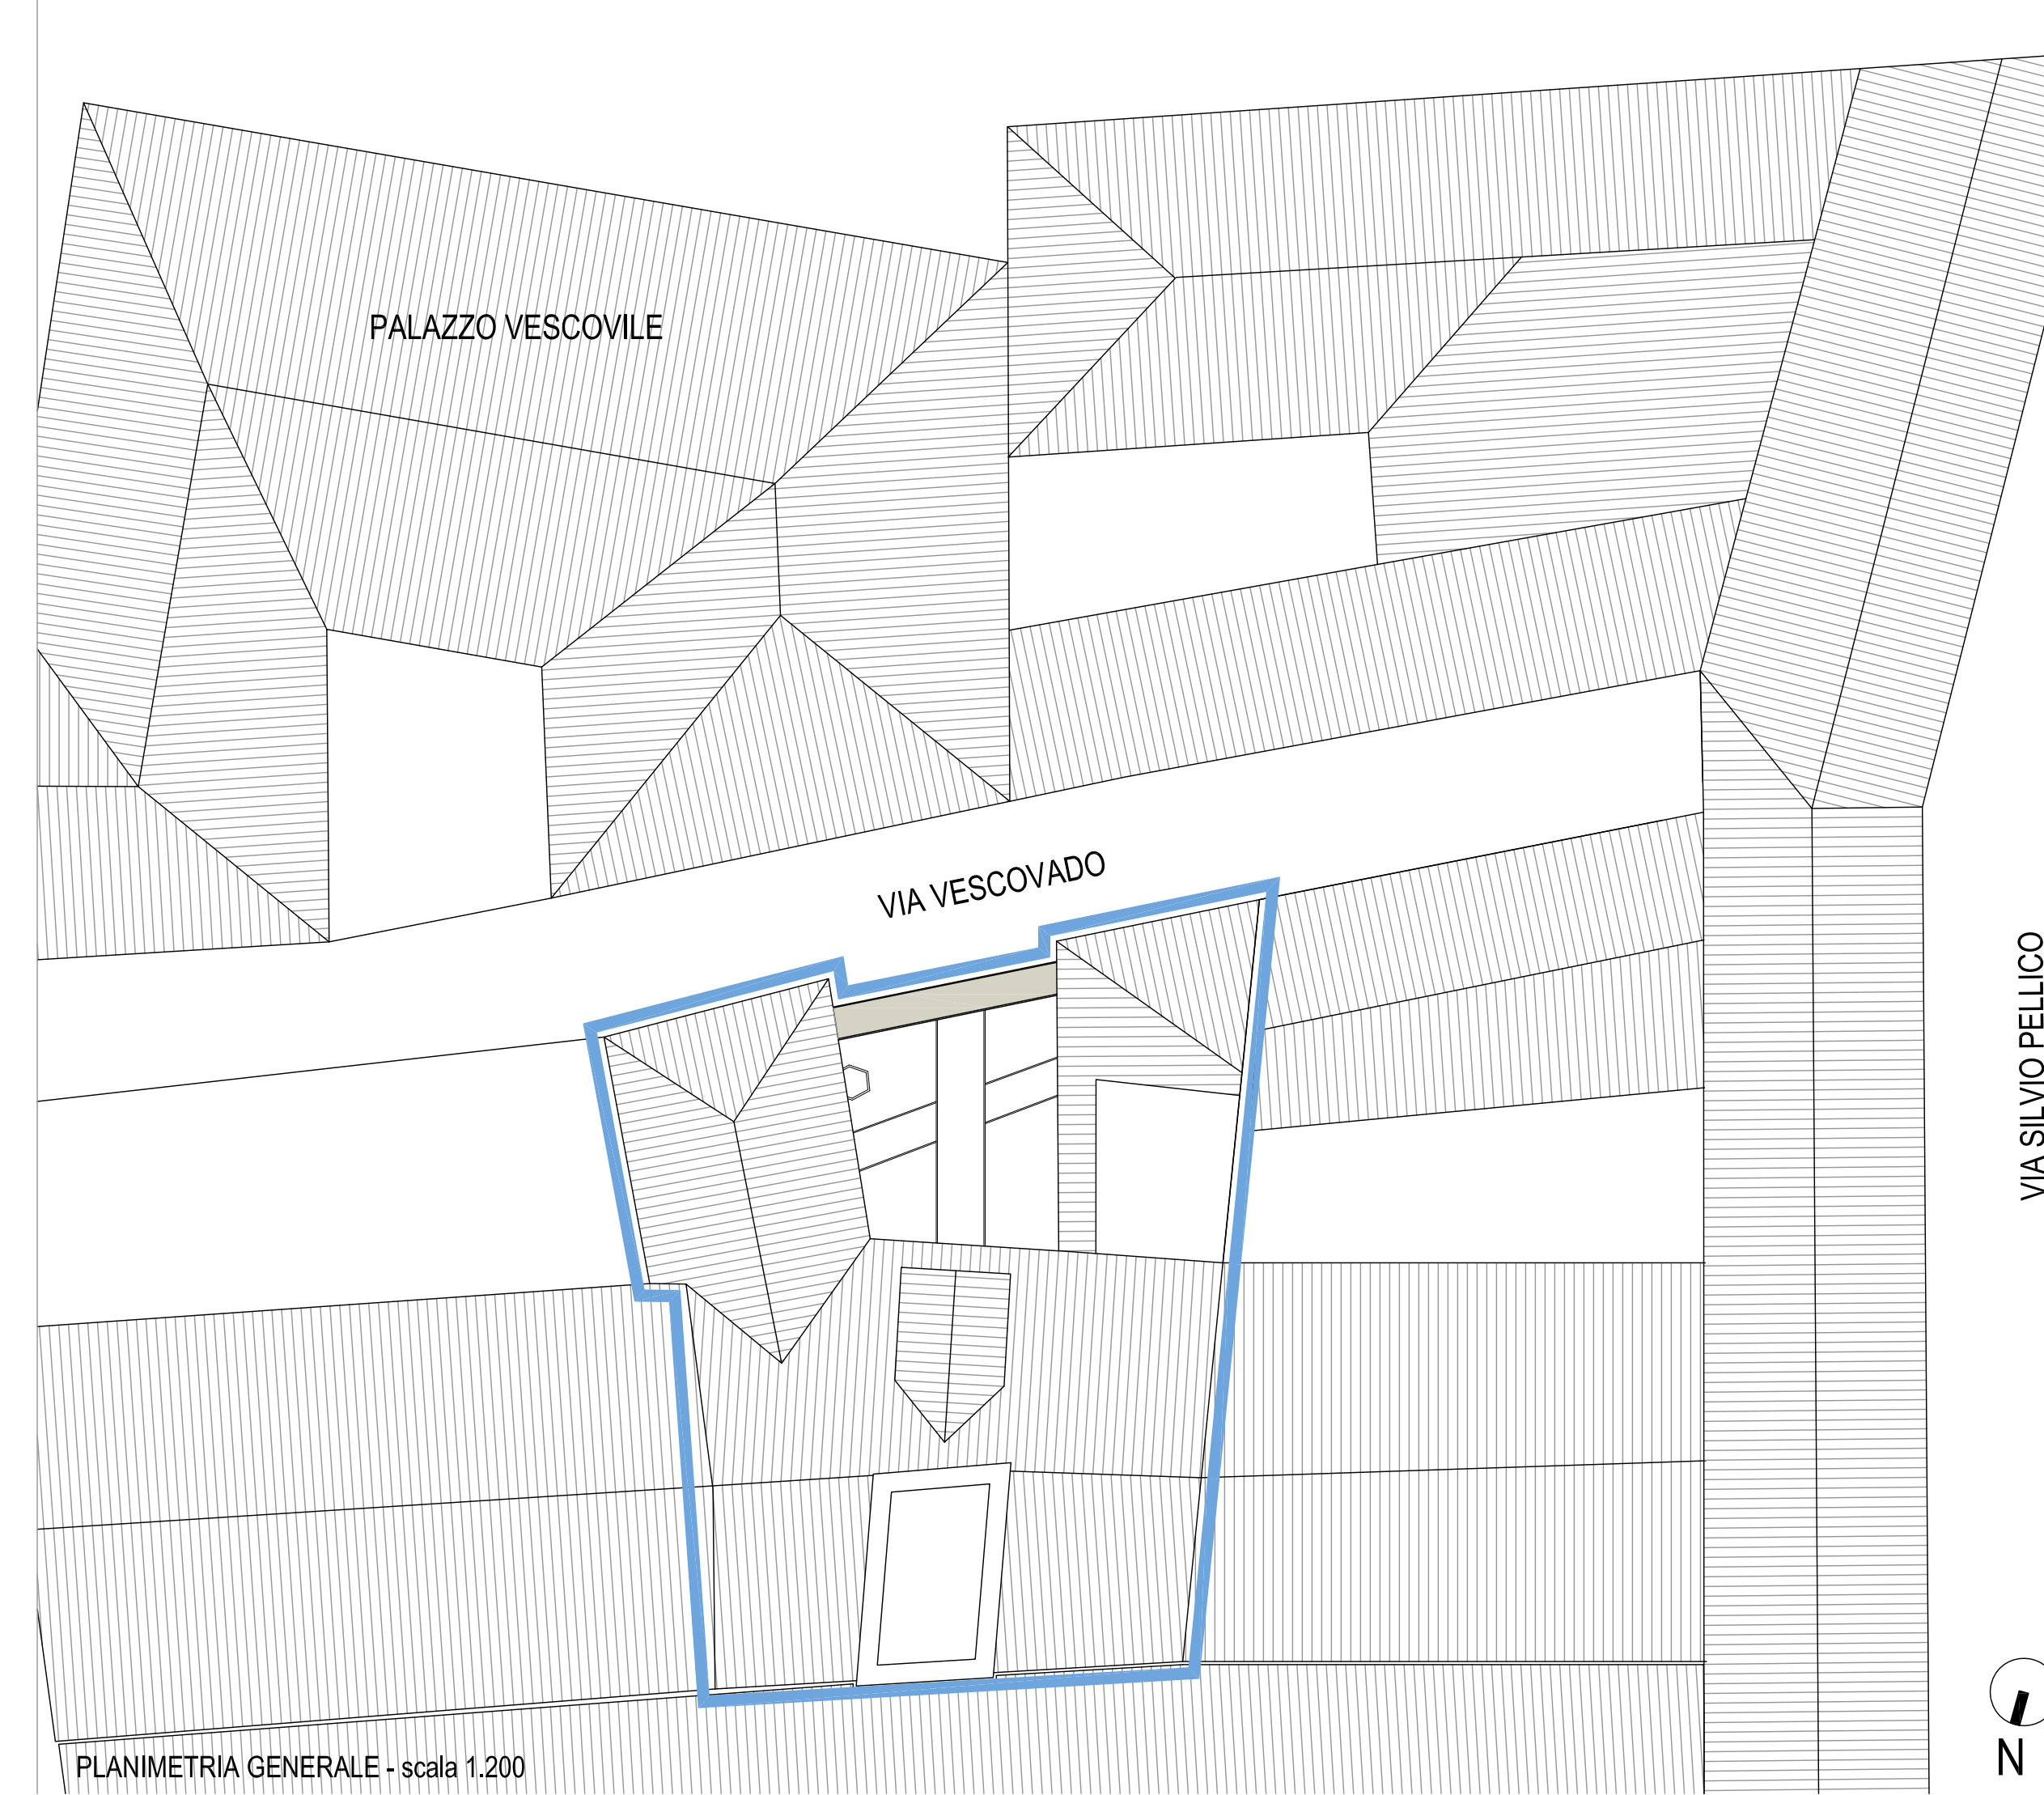 PALAZZO VESCOVILE
VIA VESCOVADO
VIA SILVIO PELLICO
PLANIMETRIA GENERALE - scala 1.200
N